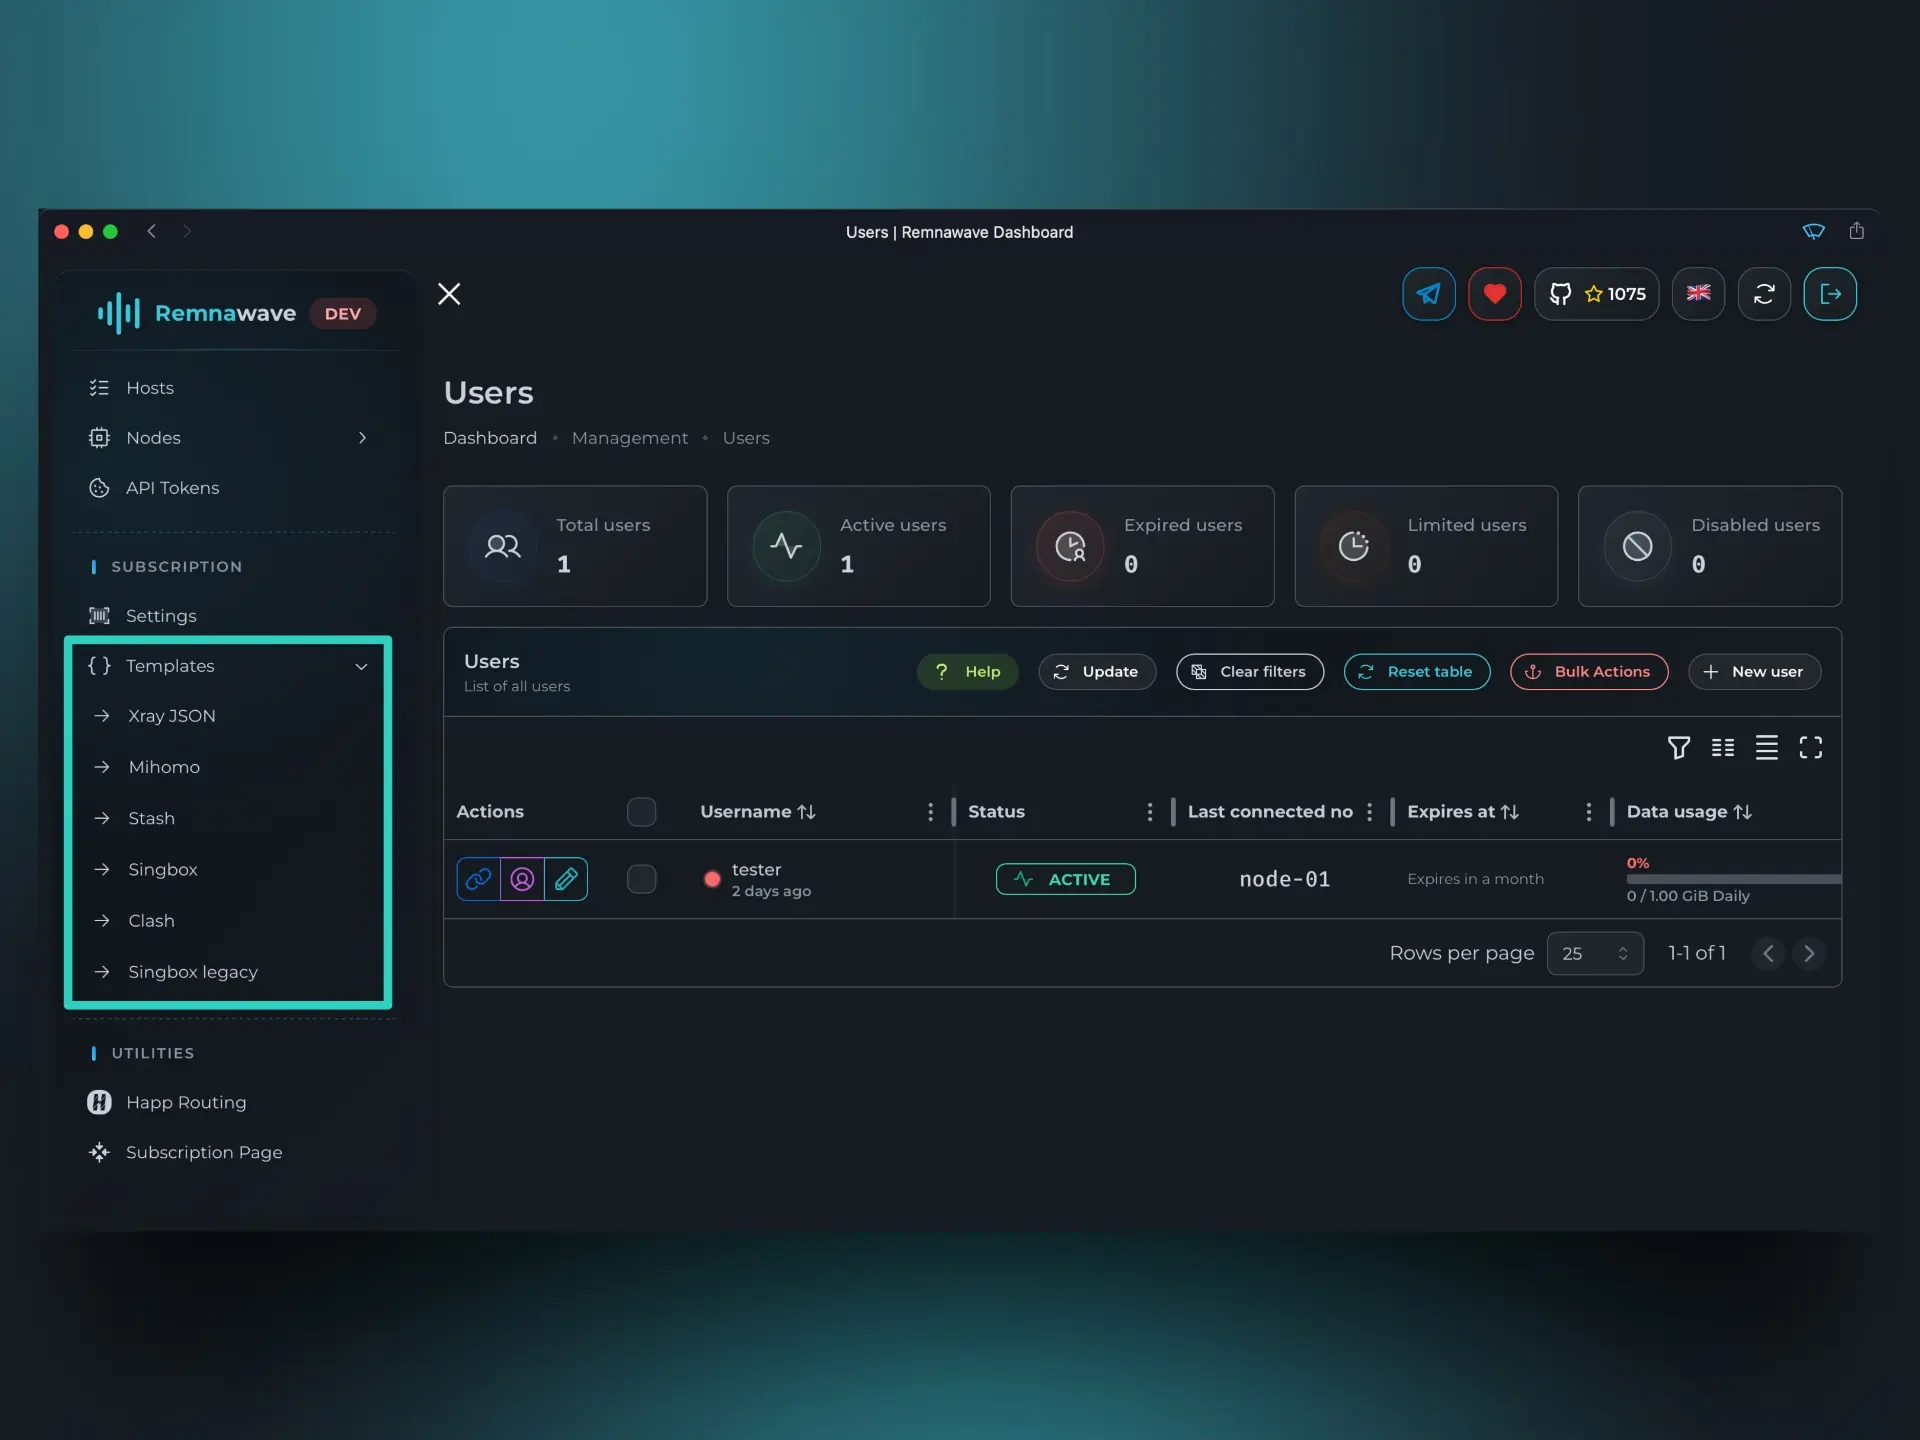 Users | Remnawave Dashboard
Remnawave DEV
1075
Hosts
Nodes
API Tokens
SUBSCRIPTION
Settings
Templates
Xray JSON
Mihomo
Stash
Singbox
Clash
Singbox legacy
UTILITIES
Happ Routing
Subscription Page
Users
Dashboard • Management • Users
Total users
1
Active users
1
Expired users
0
Limited users
0
Disabled users
0
Users
List of all users
? Help
Update
Clear filters
Reset table
Bulk Actions
+ New user
Actions Username Status Last connected no Expires at Data usage
tester
2 days ago
ACTIVE
node-01
Expires in a month
0%
0 / 1.00 GiB Daily
Rows per page 25 1-1 of 1